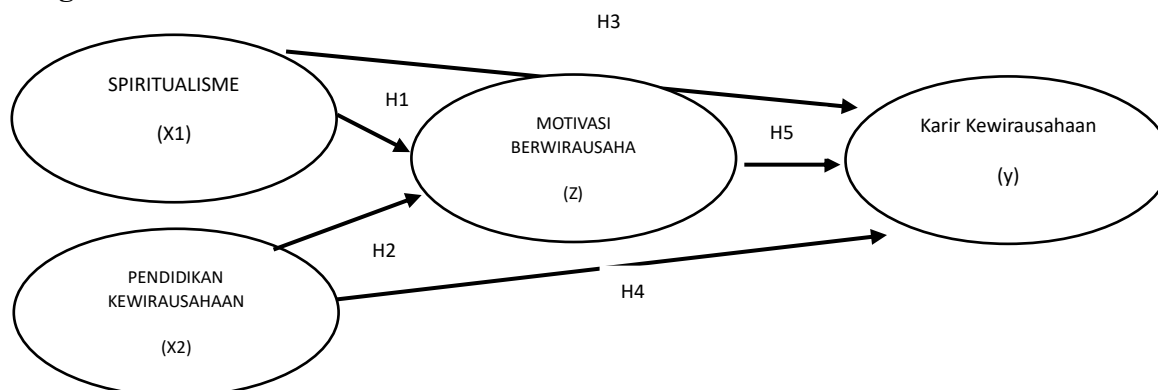 H3
SPIRITUALISME
(X1)
H1
MOTIVASI
BERWIRAUSAHA
(Z)
H5
Karir Kewirausahaan
(y)
H2
PENDIDIKAN
KEWIRAUSAHAAN
(X2)
H4